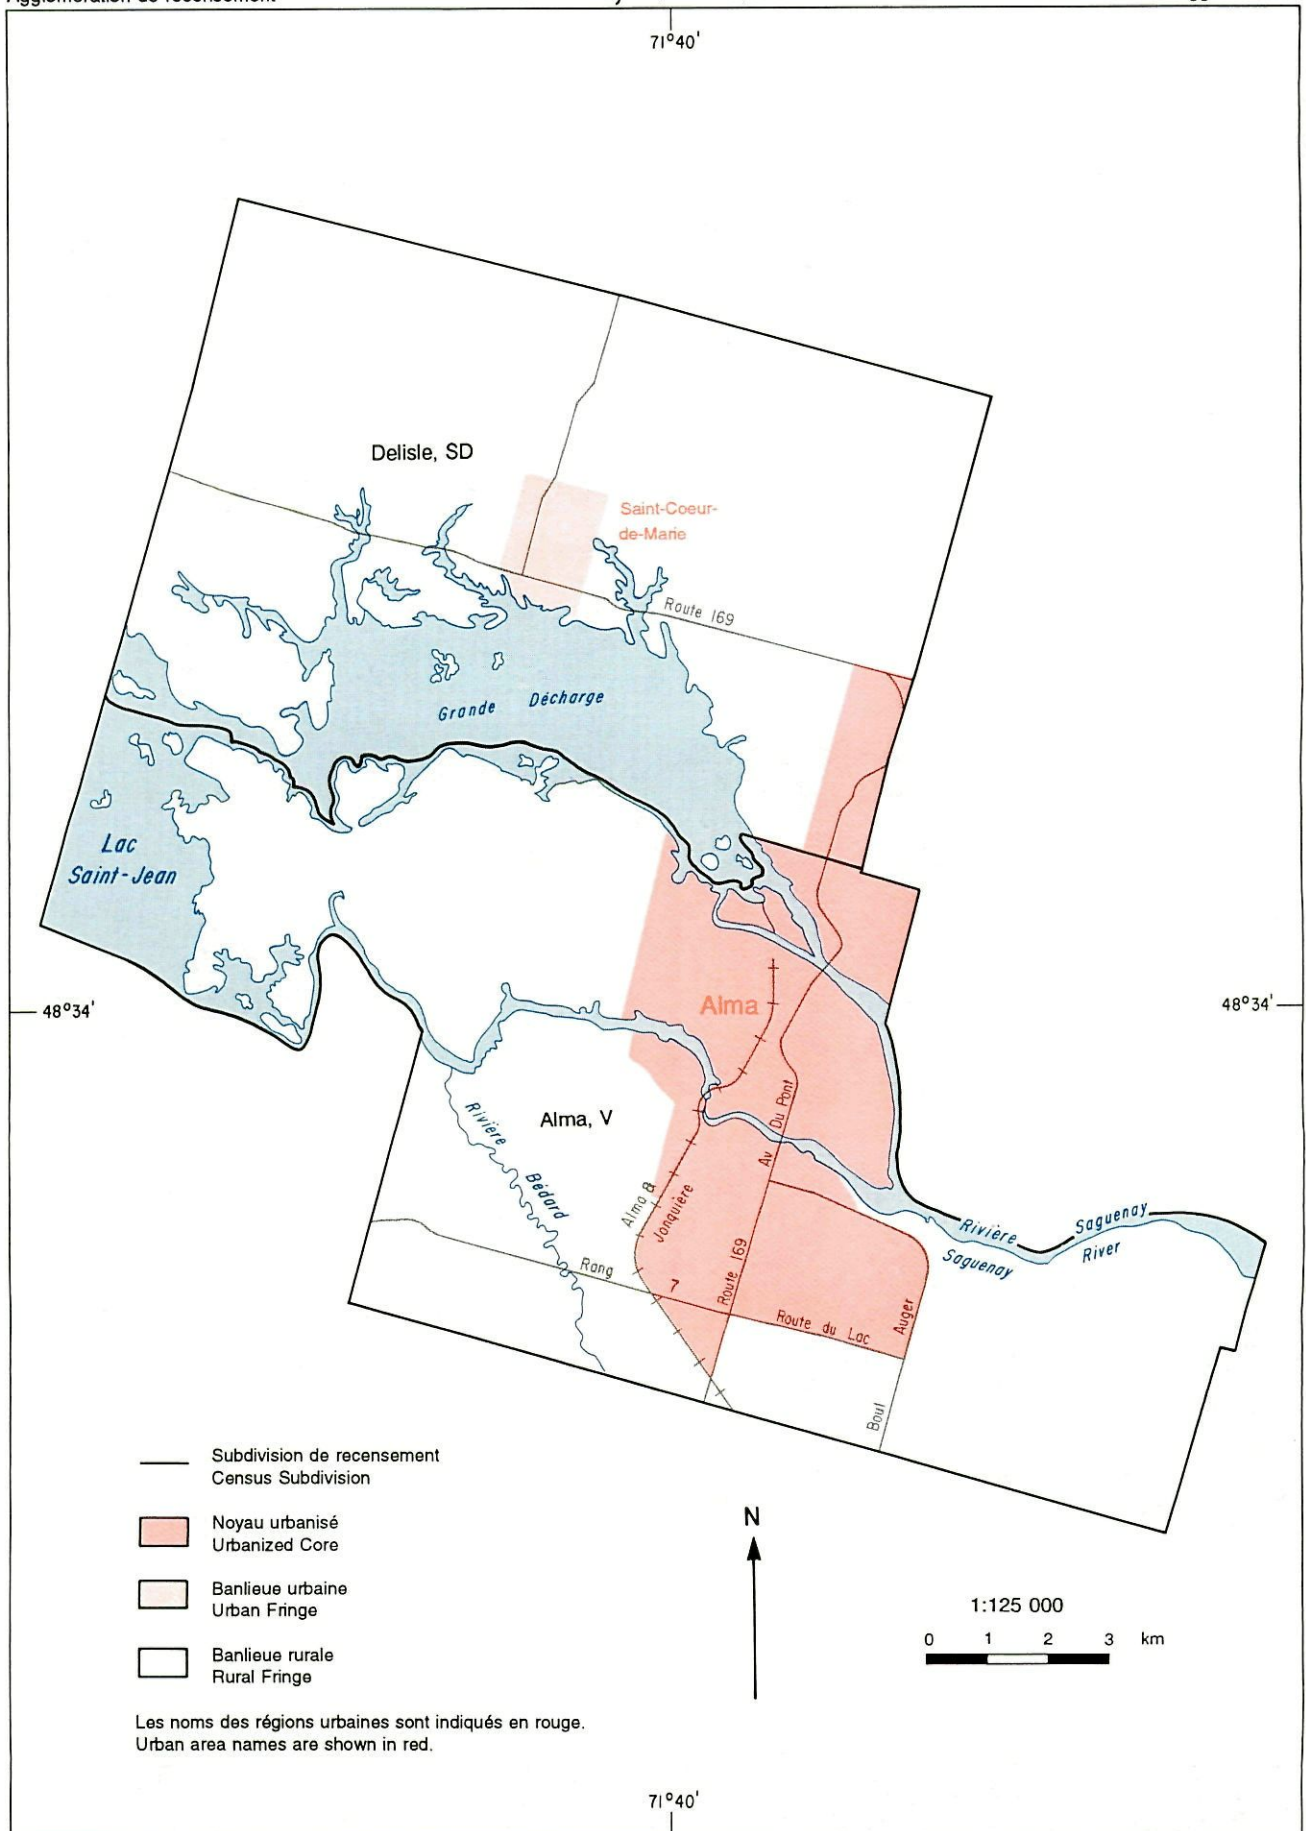 Agglomération de recensement
71°40'
Delisle, SD
Saint-Coeur-
de-Marie
Route 169
Grande Décharge
Lac
Saint-Jean
48°34'
48°34'
Alma
Alma, V
Av Du Pont
Rivière Bédard
Alma & Jonquière
Rivière Saguenay
Saguenay River
Rang 7
Route 169
Route du Lac
Boul Auger
Subdivision de recensement
Census Subdivision
Noyau urbanisé
Urbanized Core
Banlieue urbaine
Urban Fringe
Banlieue rurale
Rural Fringe
N
1:125 000
0 1 2 3 km
Les noms des régions urbaines sont indiqués en rouge.
Urban area names are shown in red.
71°40'